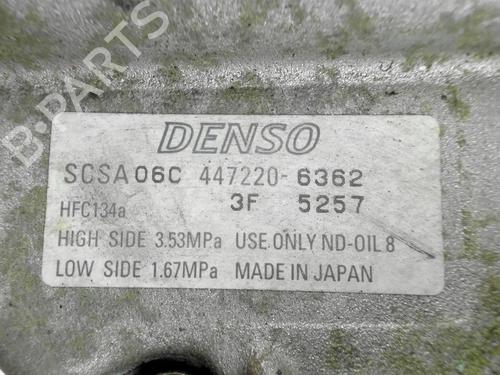 B-PARTS
DENSO
SCSA06C 447220-6362
HFC134a 3F 5257
HIGH SIDE 3.53MPa USE ONLY ND-OIL 8
LOW SIDE 1.67MPa MADE IN JAPAN